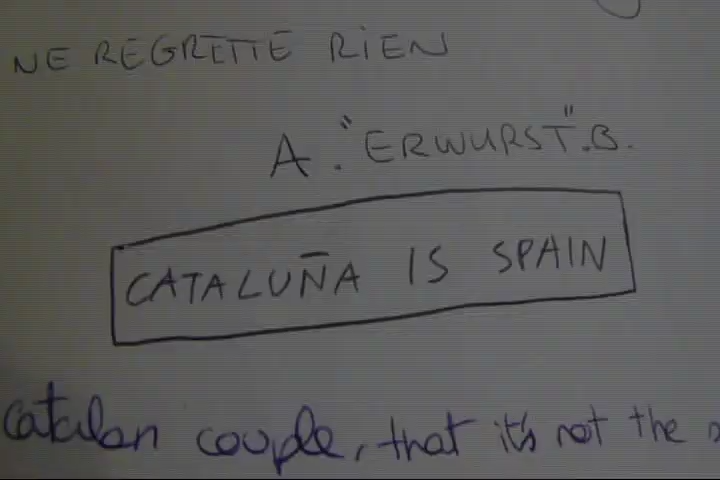 NE REGRETTE RIEN
A. "ERWURST".B.
CATALUÑA IS SPAIN
catalan couple, that it's not the